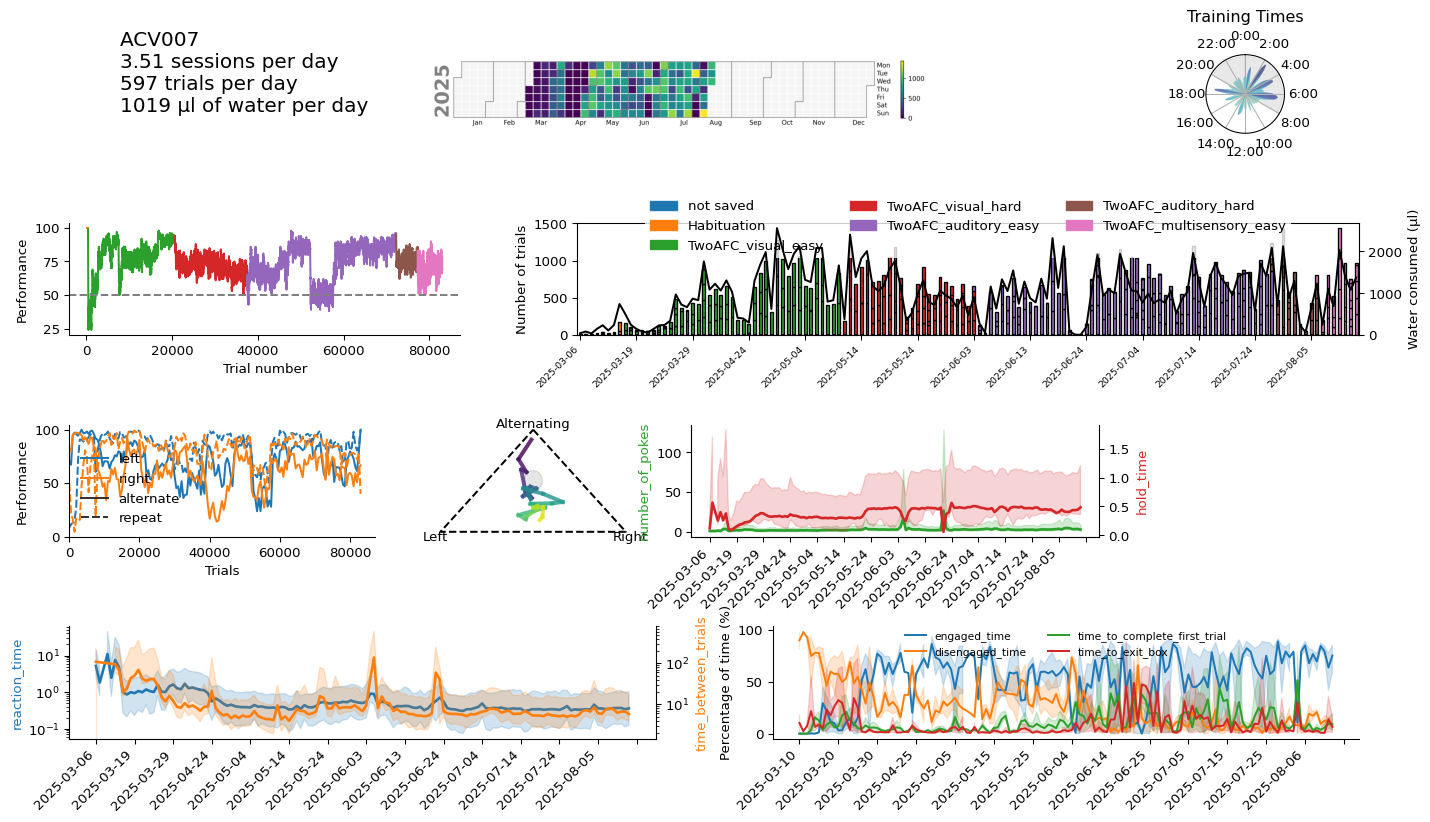 ACV007
3.51 sessions per day
597 trials per day
1019 µl of water per day
2025
Mon
Tue
Wed
Thu
Fri
Sat
Sun
Jan Feb Mar Apr May Jun Jul Aug Sep Oct Nov Dec
1000
500
0
Training Times
0:00
2:00
4:00
6:00
8:00
10:00
12:00
14:00
16:00
18:00
20:00
22:00
Performance
100
75
50
25
0 20000 40000 60000 80000
Trial number
not saved
Habituation
TwoAFC_visual_easy
TwoAFC_visual_hard
TwoAFC_auditory_easy
TwoAFC_auditory_hard
TwoAFC_multisensory_easy
Number of trials
1500
1000
500
0
Water consumed (µl)
2000
1000
0
2025-03-06 2025-03-19 2025-03-29 2025-04-24 2025-05-04 2025-05-14 2025-05-24 2025-06-03 2025-06-13 2025-06-24 2025-07-04 2025-07-14 2025-07-24 2025-08-05
Performance
100
50
0
left
right
alternate
repeat
0 20000 40000 60000 80000
Trials
Alternating
Left
Right
number_of_pokes
100
50
0
hold_time
1.5
1.0
0.5
0.0
2025-03-06 2025-03-19 2025-03-29 2025-04-24 2025-05-04 2025-05-14 2025-05-24 2025-06-03 2025-06-13 2025-06-24 2025-07-04 2025-07-14 2025-07-24 2025-08-05
reaction_time
10¹
10⁰
10⁻¹
time_between_trials
10²
10¹
2025-03-06 2025-03-19 2025-03-29 2025-04-24 2025-05-04 2025-05-14 2025-05-24 2025-06-03 2025-06-13 2025-06-24 2025-07-04 2025-07-14 2025-07-24 2025-08-05
Percentage of time (%)
100
50
0
engaged_time
disengaged_time
time_to_complete_first_trial
time_to_exit_box
2025-03-10 2025-03-20 2025-03-30 2025-04-25 2025-05-05 2025-05-15 2025-05-25 2025-06-04 2025-06-14 2025-06-25 2025-07-05 2025-07-15 2025-07-25 2025-08-06